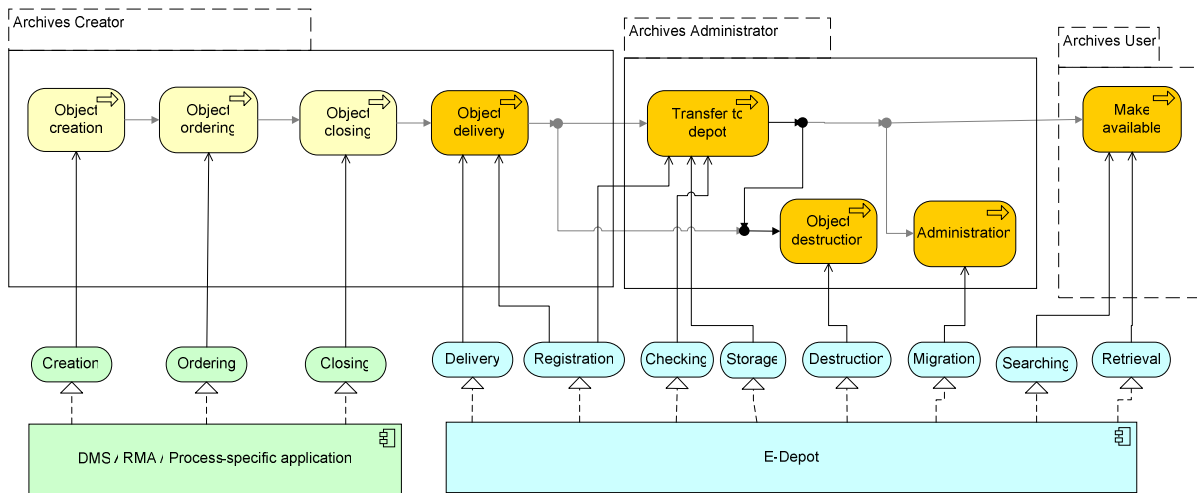 Archives Creator
Archives Administrator
Archives User
Object
creation
Object
ordering
Object
closing
Object
delivery
Transfer to
depot
Make
available
Object
destruction
Administration
Creation
Ordering
Closing
Delivery
Registration
Checking
Storage
Destruction
Migration
Searching
Retrieval
DMS / RMA / Process-specific application
E-Depot